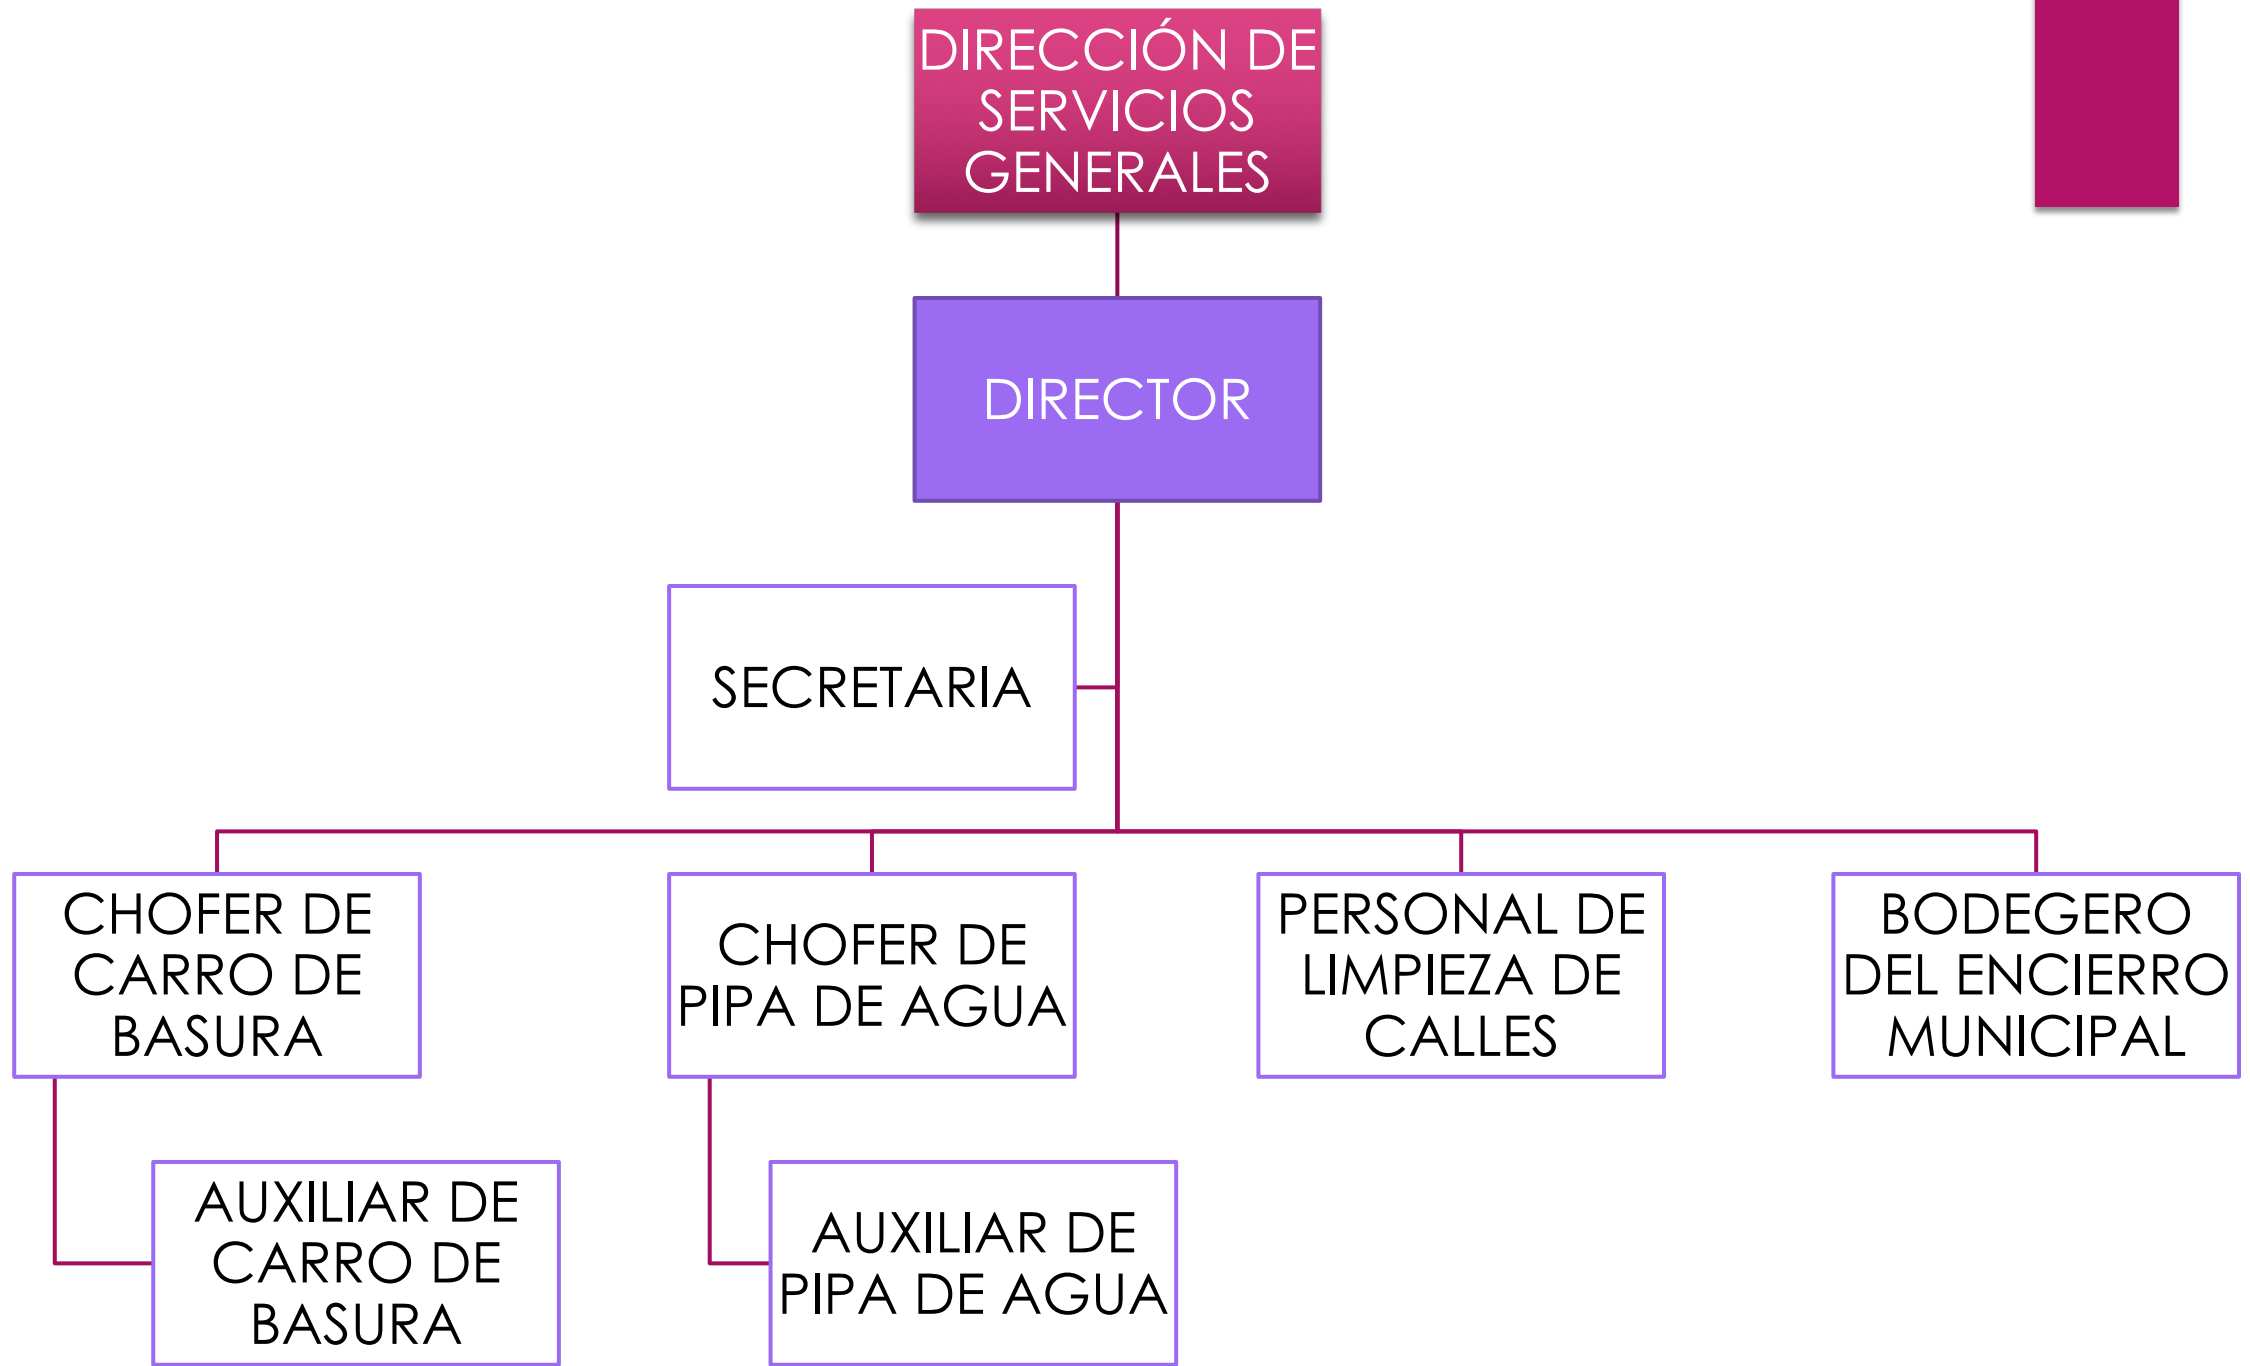 DIRECCIÓN DE
SERVICIOS
GENERALES
DIRECTOR
SECRETARIA
CHOFER DE
CARRO DE
BASURA
CHOFER DE
PIPA DE AGUA
PERSONAL DE
LIMPIEZA DE
CALLES
BODEGERO
DEL ENCIERRO
MUNICIPAL
AUXILIAR DE
CARRO DE
BASURA
AUXILIAR DE
PIPA DE AGUA